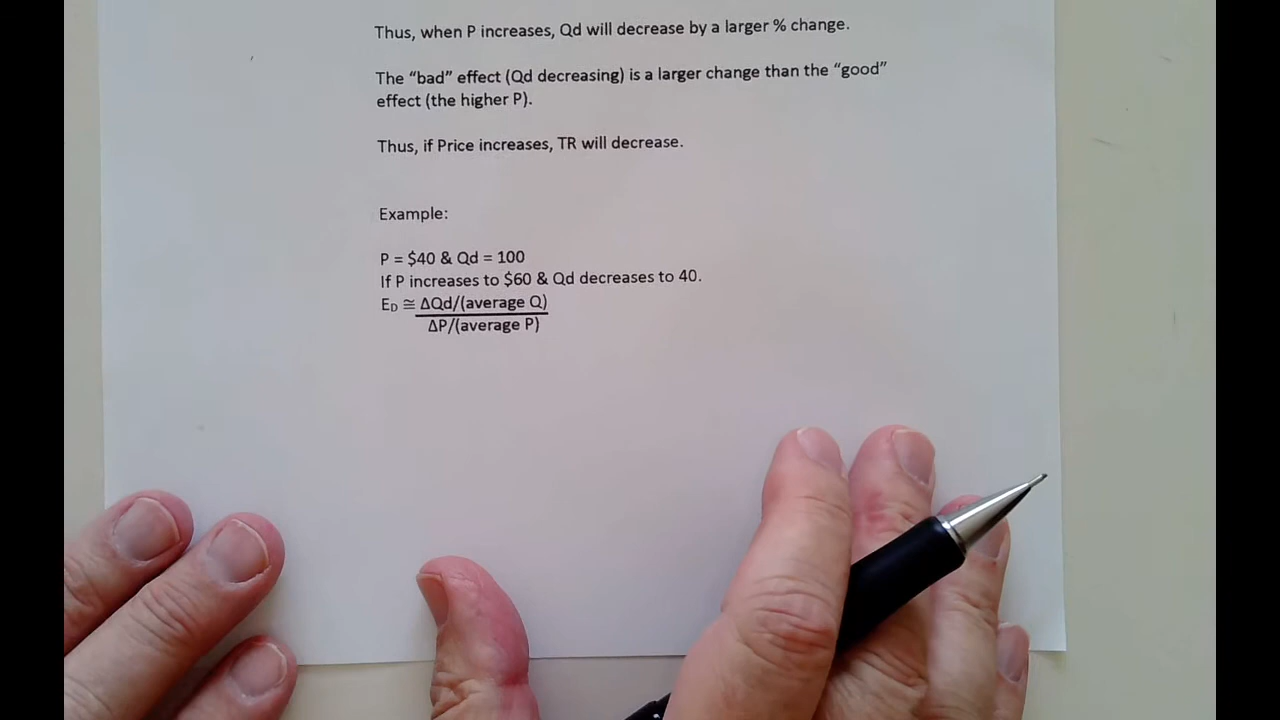 Thus, when P increases, Qd will decrease by a larger % change.
The “bad” effect (Qd decreasing) is a larger change than the “good”
effect (the higher P).
Thus, if Price increases, TR will decrease.
Example:
P = $40 & Qd = 100
If P increases to $60 & Qd decreases to 40.
ED ≅ ΔQd/(average Q)
ΔP/(average P)